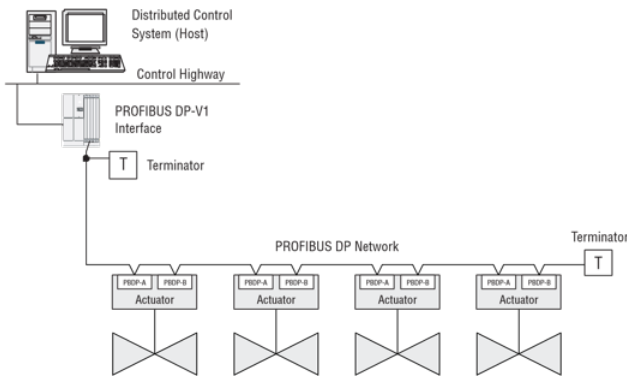 Distributed Control
System (Host)
Control Highway
PROFIBUS DP-V1
Interface
T Terminator
PROFIBUS DP Network
Terminator
T
PBDP-A PBDP-B PBDP-A PBDP-B PBDP-A PBDP-B PBDP-A PBDP-B
Actuator Actuator Actuator Actuator